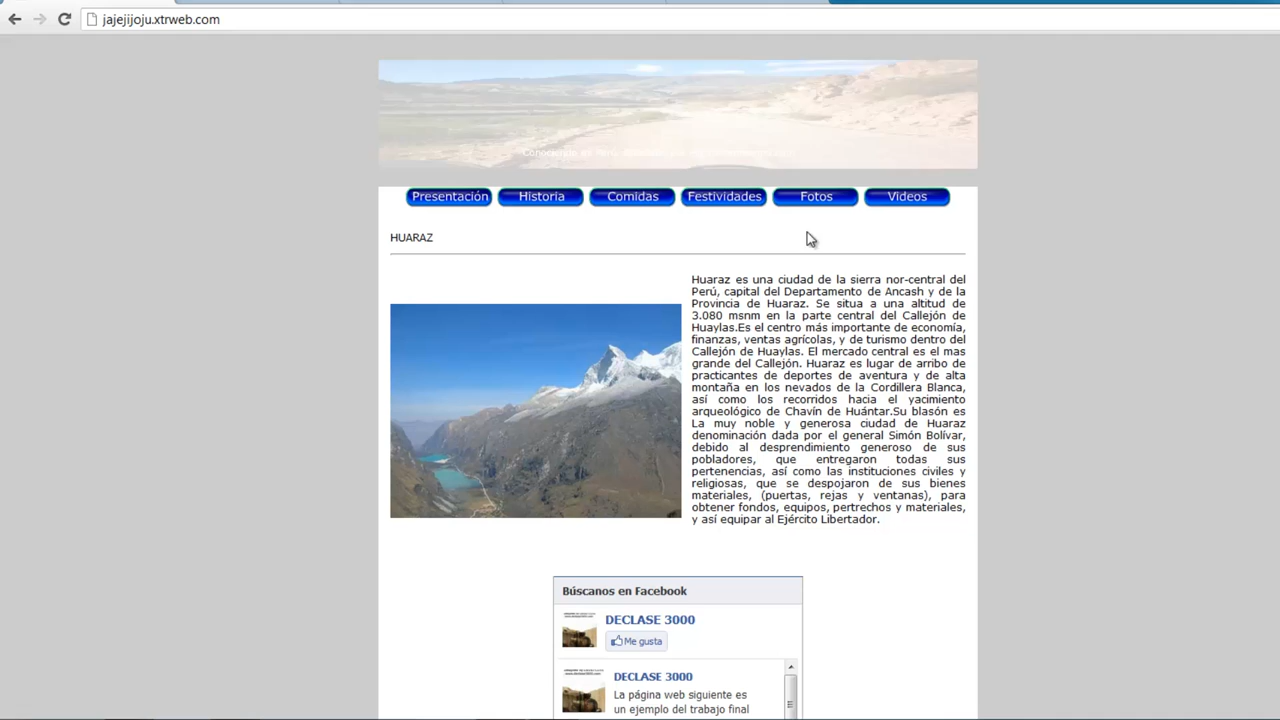 jajejijoju.xtrweb.com
Presentación Historia Comidas Festividades Fotos Videos
HUARAZ
Huaraz es una ciudad de la sierra nor-central del
Perú, capital del Departamento de Ancash y de la
Provincia de Huaraz. Se situa a una altitud de
3.080 msnm en la parte central del Callejón de
Huaylas.Es el centro más importante de economía,
finanzas, ventas agrícolas, y de turismo dentro del
Callejón de Huaylas. El mercado central es el mas
grande del Callejón. Huaraz es lugar de arribo de
practicantes de deportes de aventura y de alta
montaña en los nevados de la Cordillera Blanca,
así como los recorridos hacia el yacimiento
arqueológico de Chavín de Huántar.Su blasón es
La muy noble y generosa ciudad de Huaraz
denominación dada por el general Simón Bolívar,
debido al desprendimiento generoso de sus
pobladores, que entregaron todas sus
pertenencias, así como las instituciones civiles y
religiosas, que se despojaron de sus bienes
materiales, (puertas, rejas y ventanas), para
obtener fondos, equipos, pertrechos y materiales,
y así equipar al Ejército Libertador.
Búscanos en Facebook
DECLASE 3000
Me gusta
DECLASE 3000
La página web siguiente es
un ejemplo del trabajo final